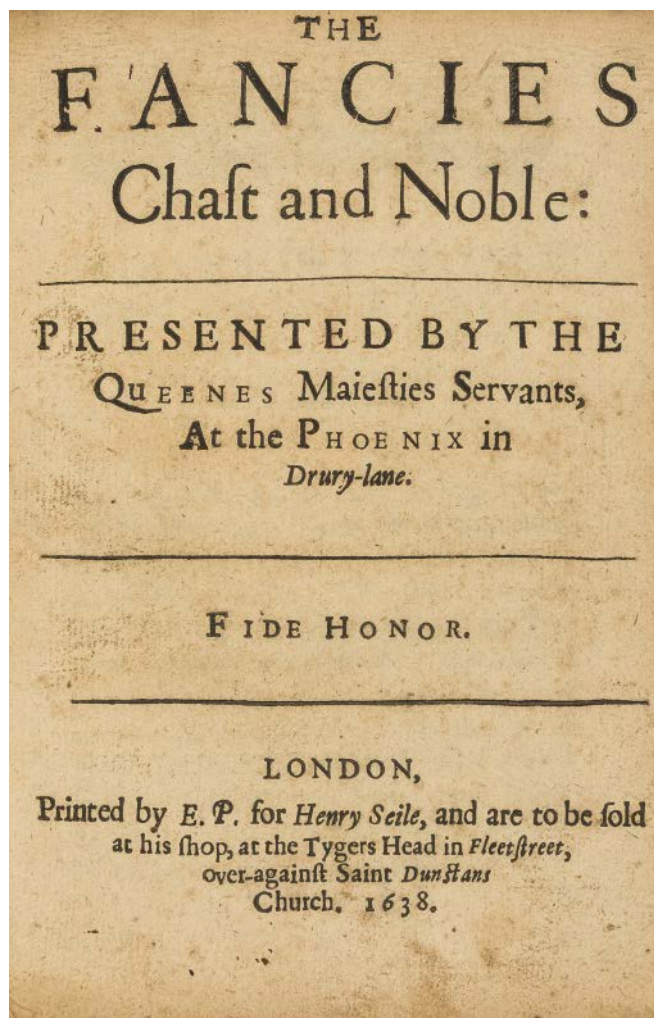 THE
FANCIES
Chaſt and Noble:
PRESENTED BY THE
QUEENES Maieſties Servants,
At the PHOENIX in
Drury-lane.
FIDE HONOR.
LONDON,
Printed by E. P. for Henry Seile, and are to be ſold
at his ſhop, at the Tygers Head in Fleetſtreet,
over-againſt Saint Dunſtans
Church. 1638.